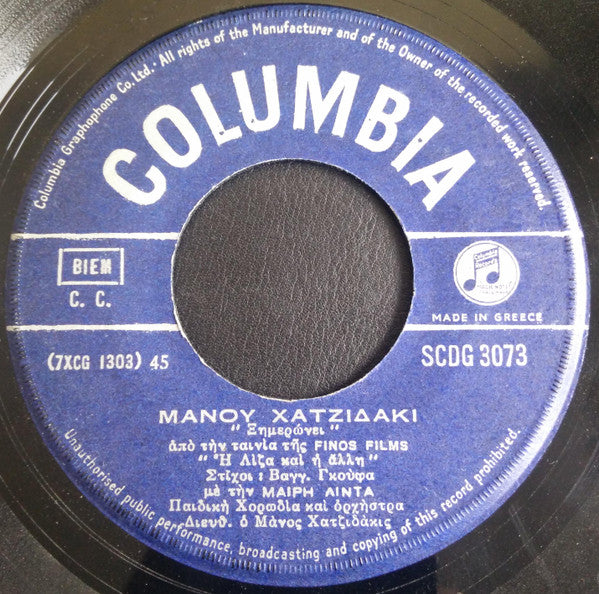 Columbia Graphophone Co. Ltd. All rights of the Manufacturer and of the Owner of the recorded work reserved.
COLUMBIA
BIEM
C. C.
MADE IN GREECE
(7XCG 1303) 45
SCDG 3073
ΜΑΝΟΥ ΧΑΤΖΙΔΑΚΙ
"Ξημερώνει"
ἀπὸ τὴν ταινία τῆς FINOS FILMS
"Ἡ Λίζα καὶ ἡ ἄλλη"
Στίχοι : Βαγγ. Γκούφα
μὲ τὴν ΜΑΙΡΗ ΛΙΝΤΑ
Παιδικὴ Χορωδία καὶ ὀρχήστρα
Διευθ. ὁ Μάνος Χατζιδάκις
Unauthorised public performance, broadcasting and copying of this record prohibited.